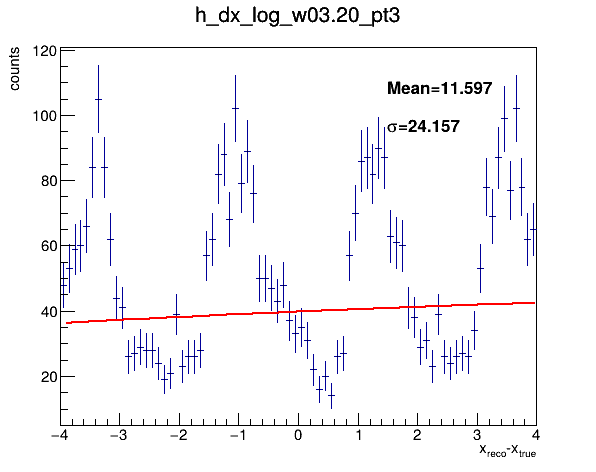 h_dx_log_w03.20_pt3
counts
120
100
80
60
40
20
Mean=11.597
σ=24.157
−4 −3 −2 −1 0 1 2 3 4
x_reco-x_true